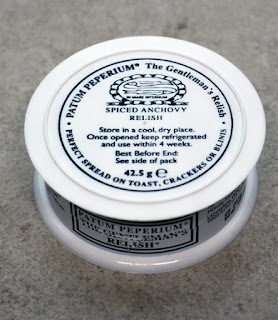 PATUM PEPERIUM® The Gentleman's Relish •
• PERFECT SPREAD ON TOAST, CRACKERS OR BLINIS
SPICED ANCHOVY
RELISH
Store in a cool, dry place.
Once opened keep refrigerated
and use within 4 weeks.
Best Before End:
See side of pack
42.5 g ℮
PATUM PEPERIUM®
THE GENTLEMAN'S
RELISH®